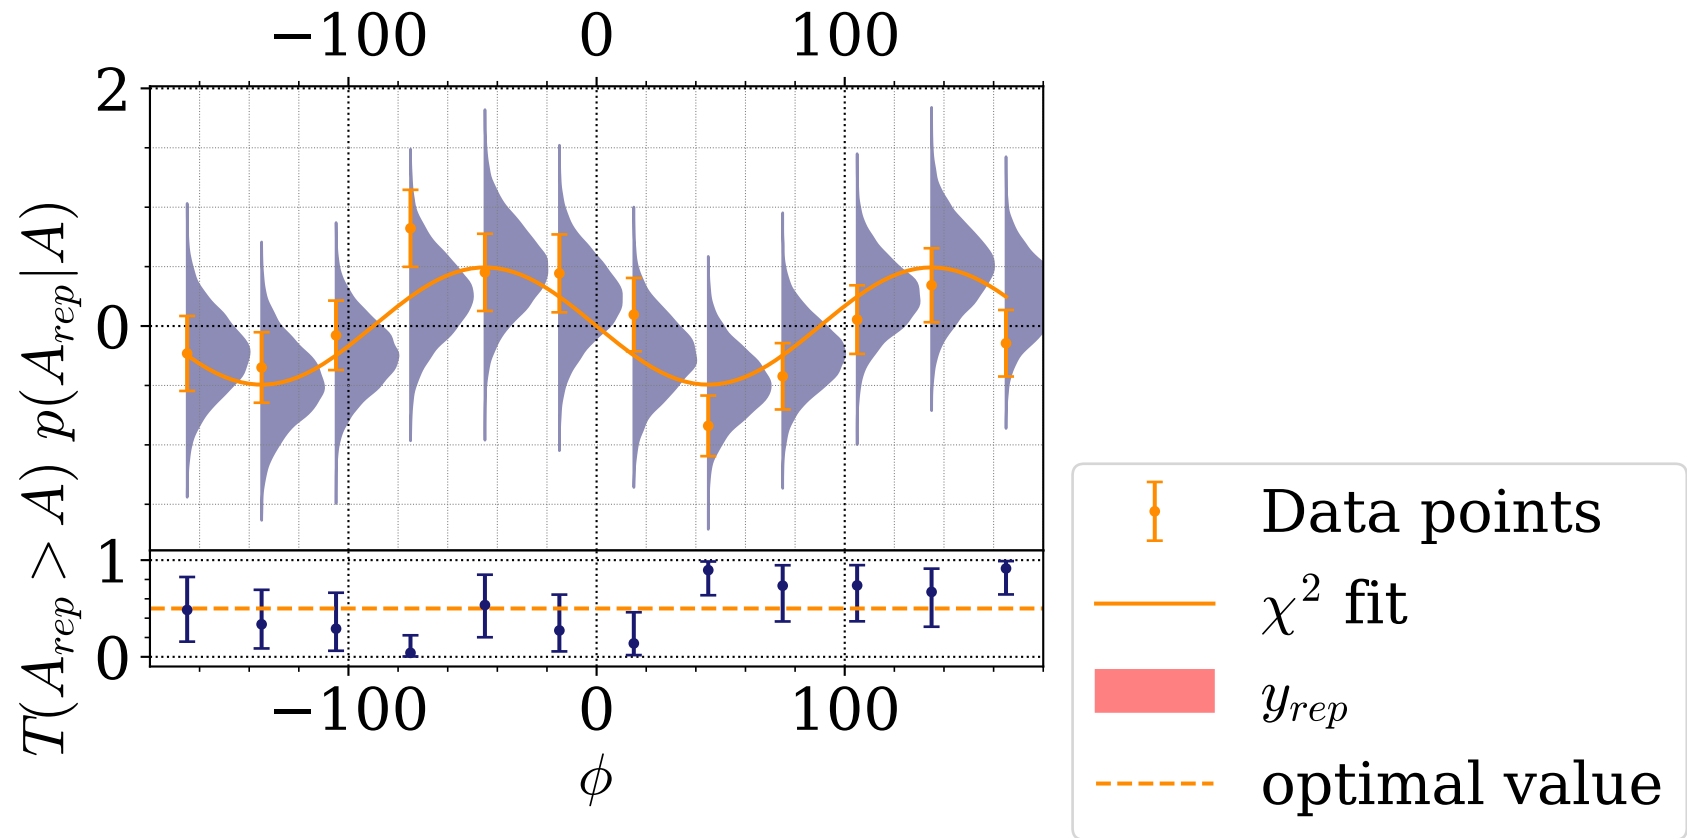 −100 0 100
2
0
p(A_rep|A)
1
0
T(A_rep > A)
−100 0 100
ϕ
Data points
χ² fit
y_rep
optimal value